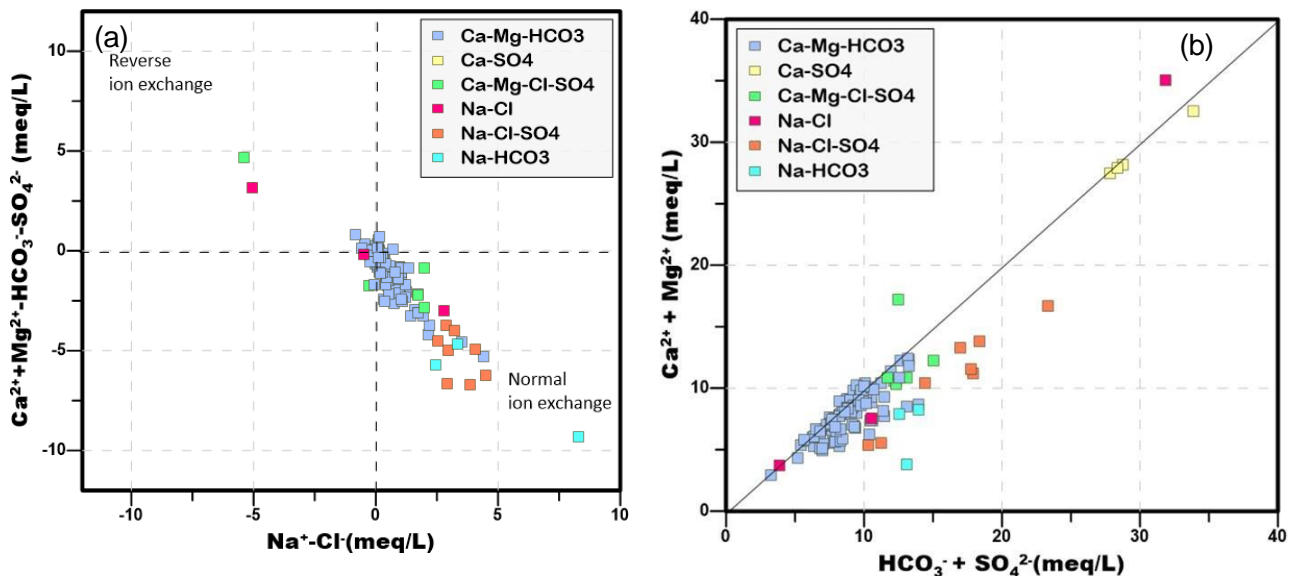 (a)
Ca-Mg-HCO3
Ca-SO4
Ca-Mg-Cl-SO4
Na-Cl
Na-Cl-SO4
Na-HCO3
Reverse
ion exchange
Normal
ion exchange
10
5
0
-5
-10
-10
-5
0
5
10
Ca²⁺+Mg²⁺-HCO₃⁻-SO₄²⁻ (meq/L)
Na⁺-Cl⁻(meq/L)
(b)
Ca-Mg-HCO3
Ca-SO4
Ca-Mg-Cl-SO4
Na-Cl
Na-Cl-SO4
Na-HCO3
40
30
20
10
0
0
10
20
30
40
Ca²⁺ + Mg²⁺ (meq/L)
HCO₃⁻ + SO₄²⁻(meq/L)